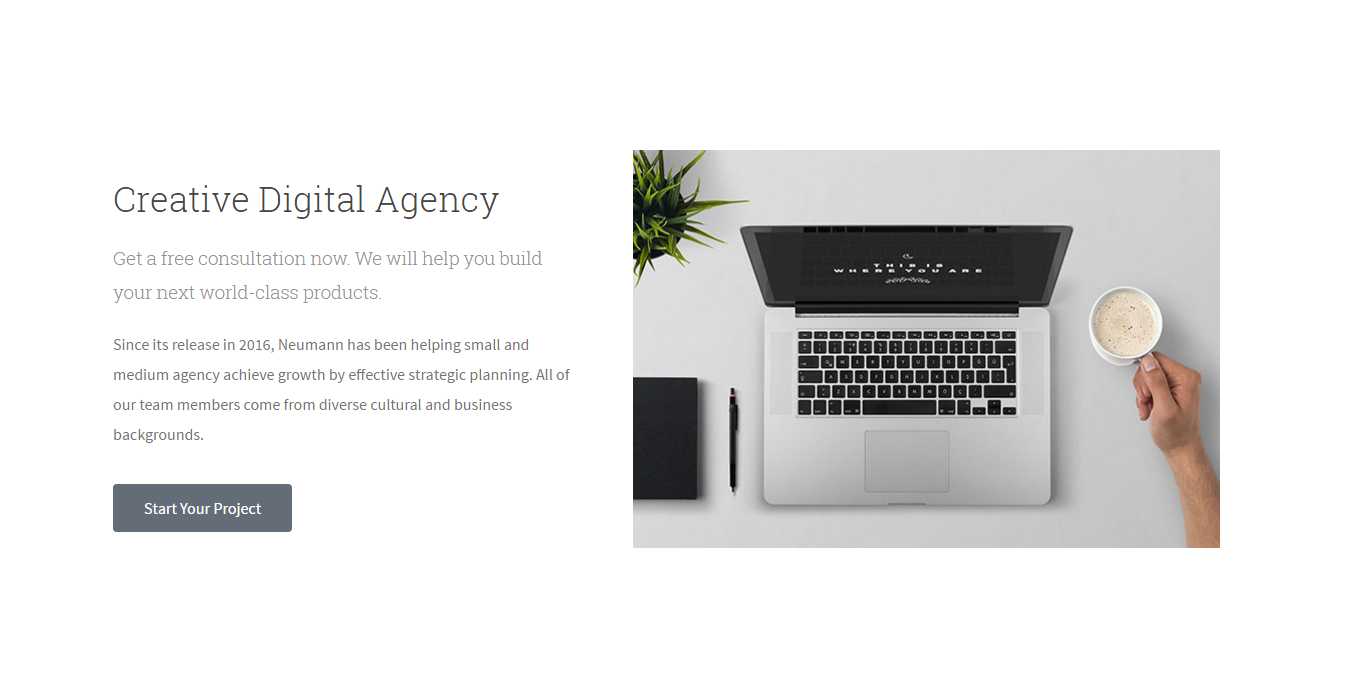 Creative Digital Agency
Get a free consultation now. We will help you build
your next world-class products.
Since its release in 2016, Neumann has been helping small and
medium agency achieve growth by effective strategic planning. All of
our team members come from diverse cultural and business
backgrounds.
Start Your Project
THIS IS
WHERE YOU ARE